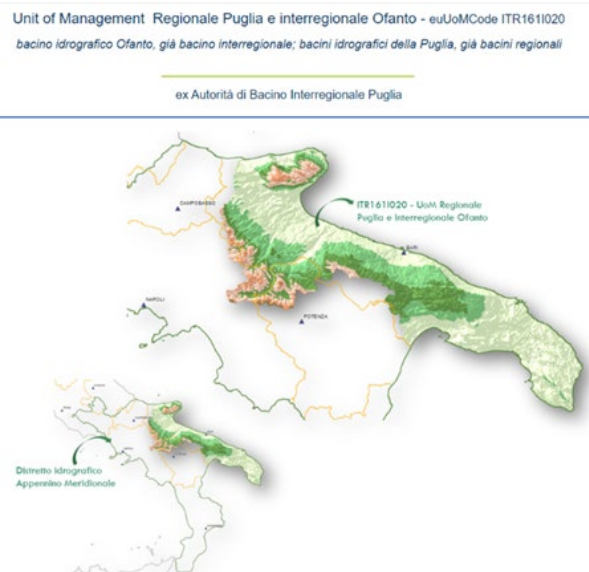 Unit of Management Regionale Puglia e interregionale Ofanto - euUoMCode ITR161I020
bacino idrografico Ofanto, già bacino interregionale; bacini idrografici della Puglia, già bacini regionali
ex Autorità di Bacino Interregionale Puglia
CAMPOBASSO
ITR161I020 - UoM Regionale
Puglia e Interregionale Ofanto
BARI
NAPOLI
POTENZA
Distretto Idrografico
Appennino Meridionale